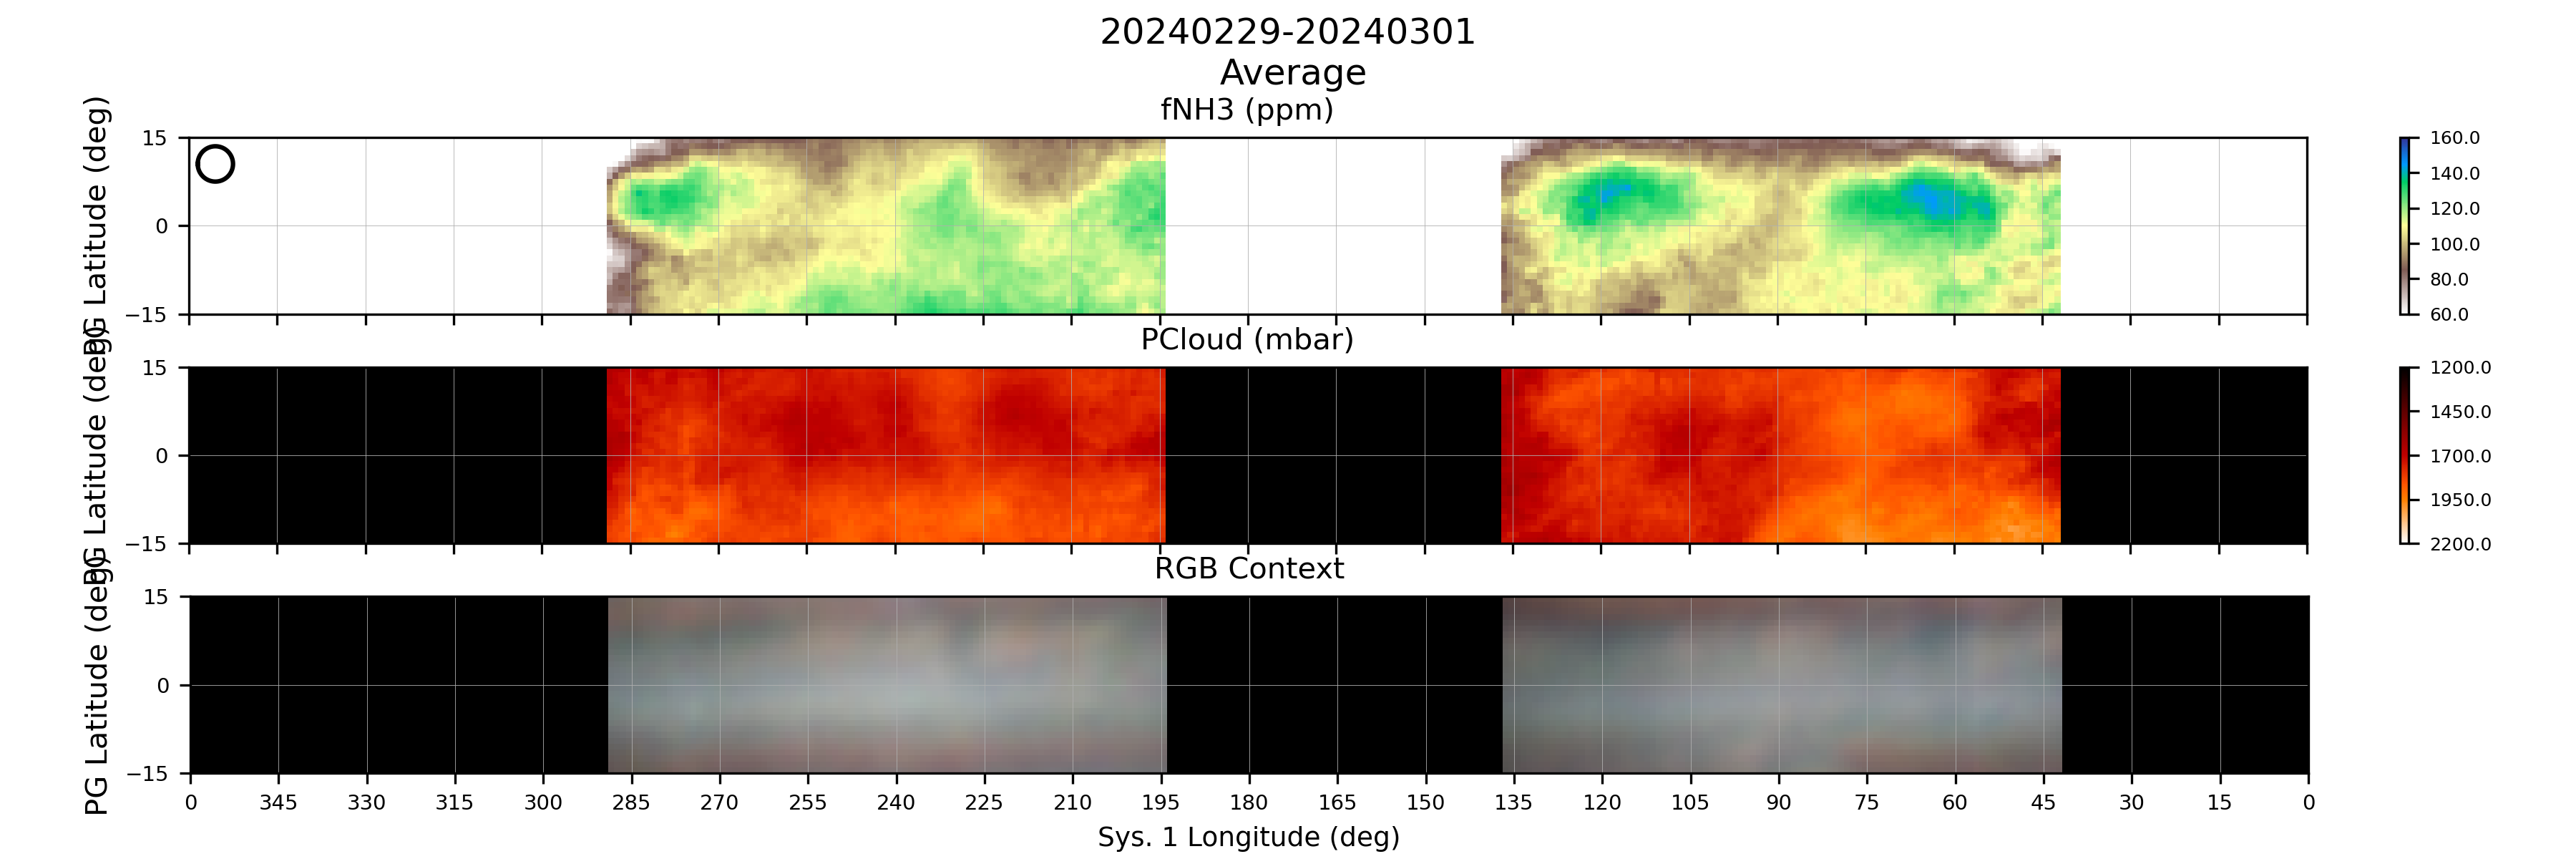 20240229-20240301
Average
fNH3 (ppm)
PG Latitude (deg)
15
0
−15
160.0
140.0
120.0
100.0
80.0
60.0
PCloud (mbar)
PG Latitude (deg)
15
0
−15
1200.0
1450.0
1700.0
1950.0
2200.0
RGB Context
PG Latitude (deg)
15
0
−15
0 345 330 315 300 285 270 255 240 225 210 195 180 165 150 135 120 105 90 75 60 45 30 15 0
Sys. 1 Longitude (deg)